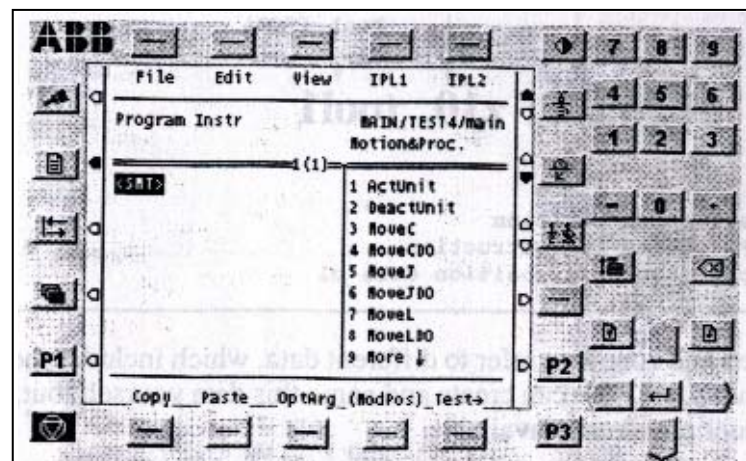 ABB
7 8 9
File Edit View IPL1 IPL2
4 5 6
Program Instr
MAIN/TEST4/main
Motion&Proc.
1 2 3
1(1)
<SMT>
1 ActUnit
2 DeactUnit
3 MoveC
4 MoveCDO
5 MoveJ
6 MoveJDO
7 MoveL
8 MoveLDO
9 More
- 0 .
P1
P2
Copy Paste OptArg (ModPos) Test→
P3